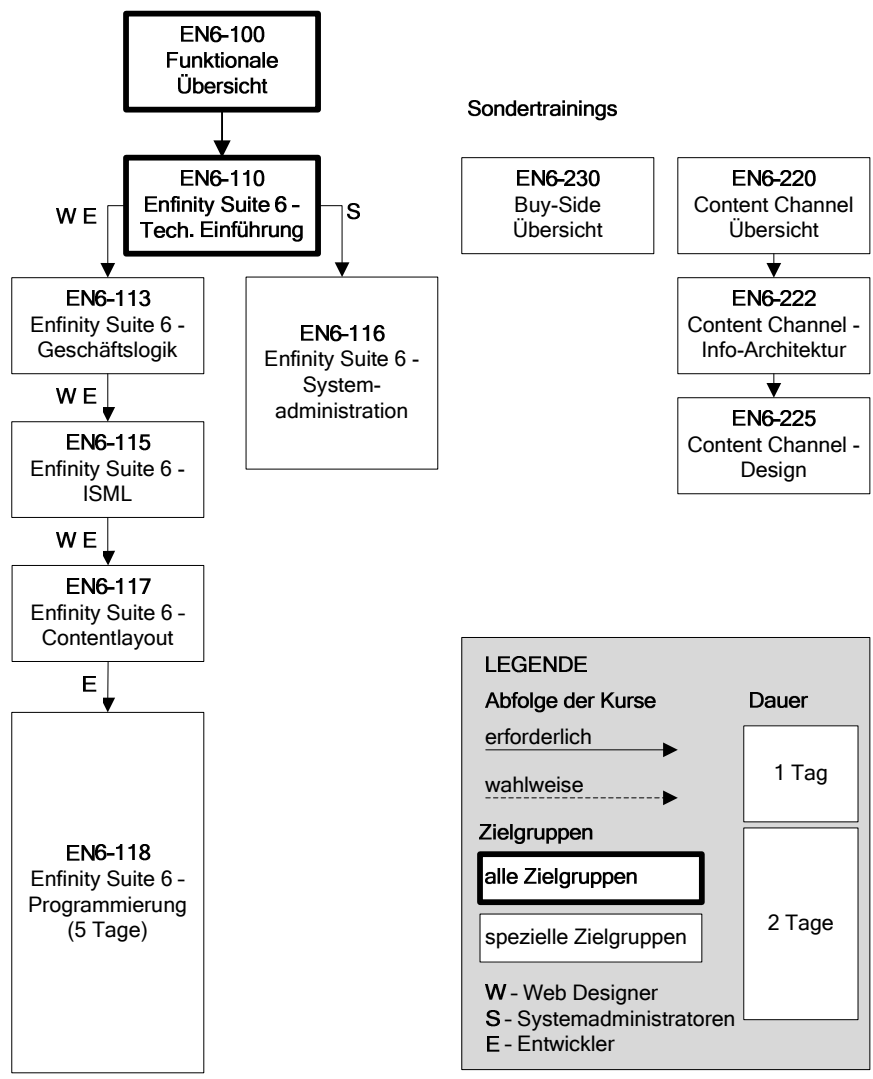 EN6-100
Funktionale
Übersicht
EN6-110
Enfinity Suite 6 -
Tech. Einführung
W E
S
EN6-113
Enfinity Suite 6 -
Geschäftslogik
EN6-116
Enfinity Suite 6 -
System-
administration
W E
EN6-115
Enfinity Suite 6 -
ISML
W E
EN6-117
Enfinity Suite 6 -
Contentlayout
E
EN6-118
Enfinity Suite 6 -
Programmierung
(5 Tage)
Sondertrainings
EN6-230
Buy-Side
Übersicht
EN6-220
Content Channel
Übersicht
EN6-222
Content Channel -
Info-Architektur
EN6-225
Content Channel -
Design
LEGENDE
Abfolge der Kurse
erforderlich
wahlweise
Zielgruppen
alle Zielgruppen
spezielle Zielgruppen
W - Web Designer
S - Systemadministratoren
E - Entwickler
Dauer
1 Tag
2 Tage